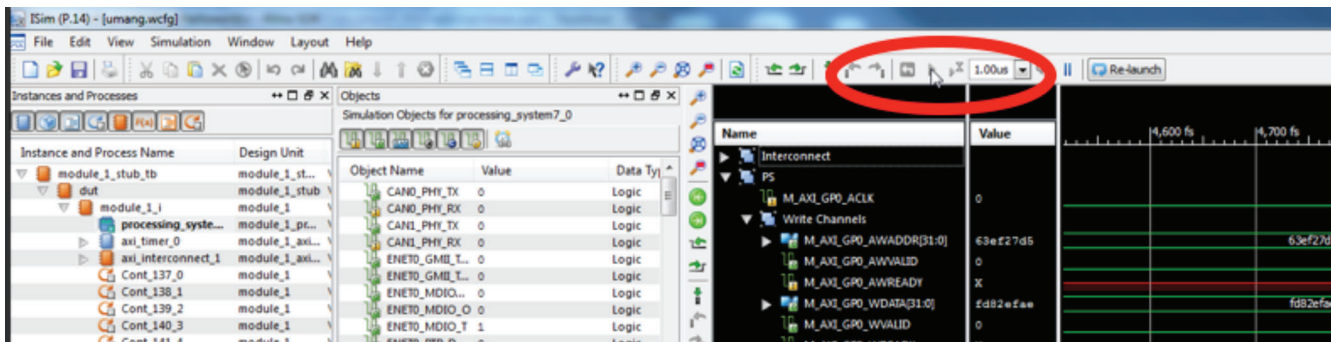 ISim (P.14) - [umang.wcfg]
File Edit View Simulation Window Layout Help
1.00us Re-launch
Instances and Processes
Instance and Process Name Design Unit
module_1_stub_tb module_1_st...
dut module_1_stub
module_1_i module_1
processing_syste... module_1_pr...
axi_timer_0 module_1_axi...
axi_interconnect_1 module_1_axi...
Cont_137_0 module_1
Cont_138_1 module_1
Cont_139_2 module_1
Cont_140_3 module_1
Cont_141_4 module_1
Objects
Simulation Objects for processing_system7_0
Object Name Value Data Ty
CAN0_PHY_TX 0 Logic
CAN0_PHY_RX 0 Logic
CAN1_PHY_TX 0 Logic
CAN1_PHY_RX 0 Logic
ENET0_GMII_T... 0 Logic
ENET0_GMII_T... 0 Logic
ENET0_MDIO... 0 Logic
ENET0_MDIO_O 0 Logic
ENET0_MDIO_T 1 Logic
Name Value
4,600 fs 4,700 fs
Interconnect
PS
M_AXI_GP0_ACLK 0
Write Channels
M_AXI_GP0_AWADDR[31:0] 63ef27d5 63ef27d
M_AXI_GP0_AWVALID 0
M_AXI_GP0_AWREADY X
M_AXI_GP0_WDATA[31:0] fd82efae fd82efae
M_AXI_GP0_WVALID 0